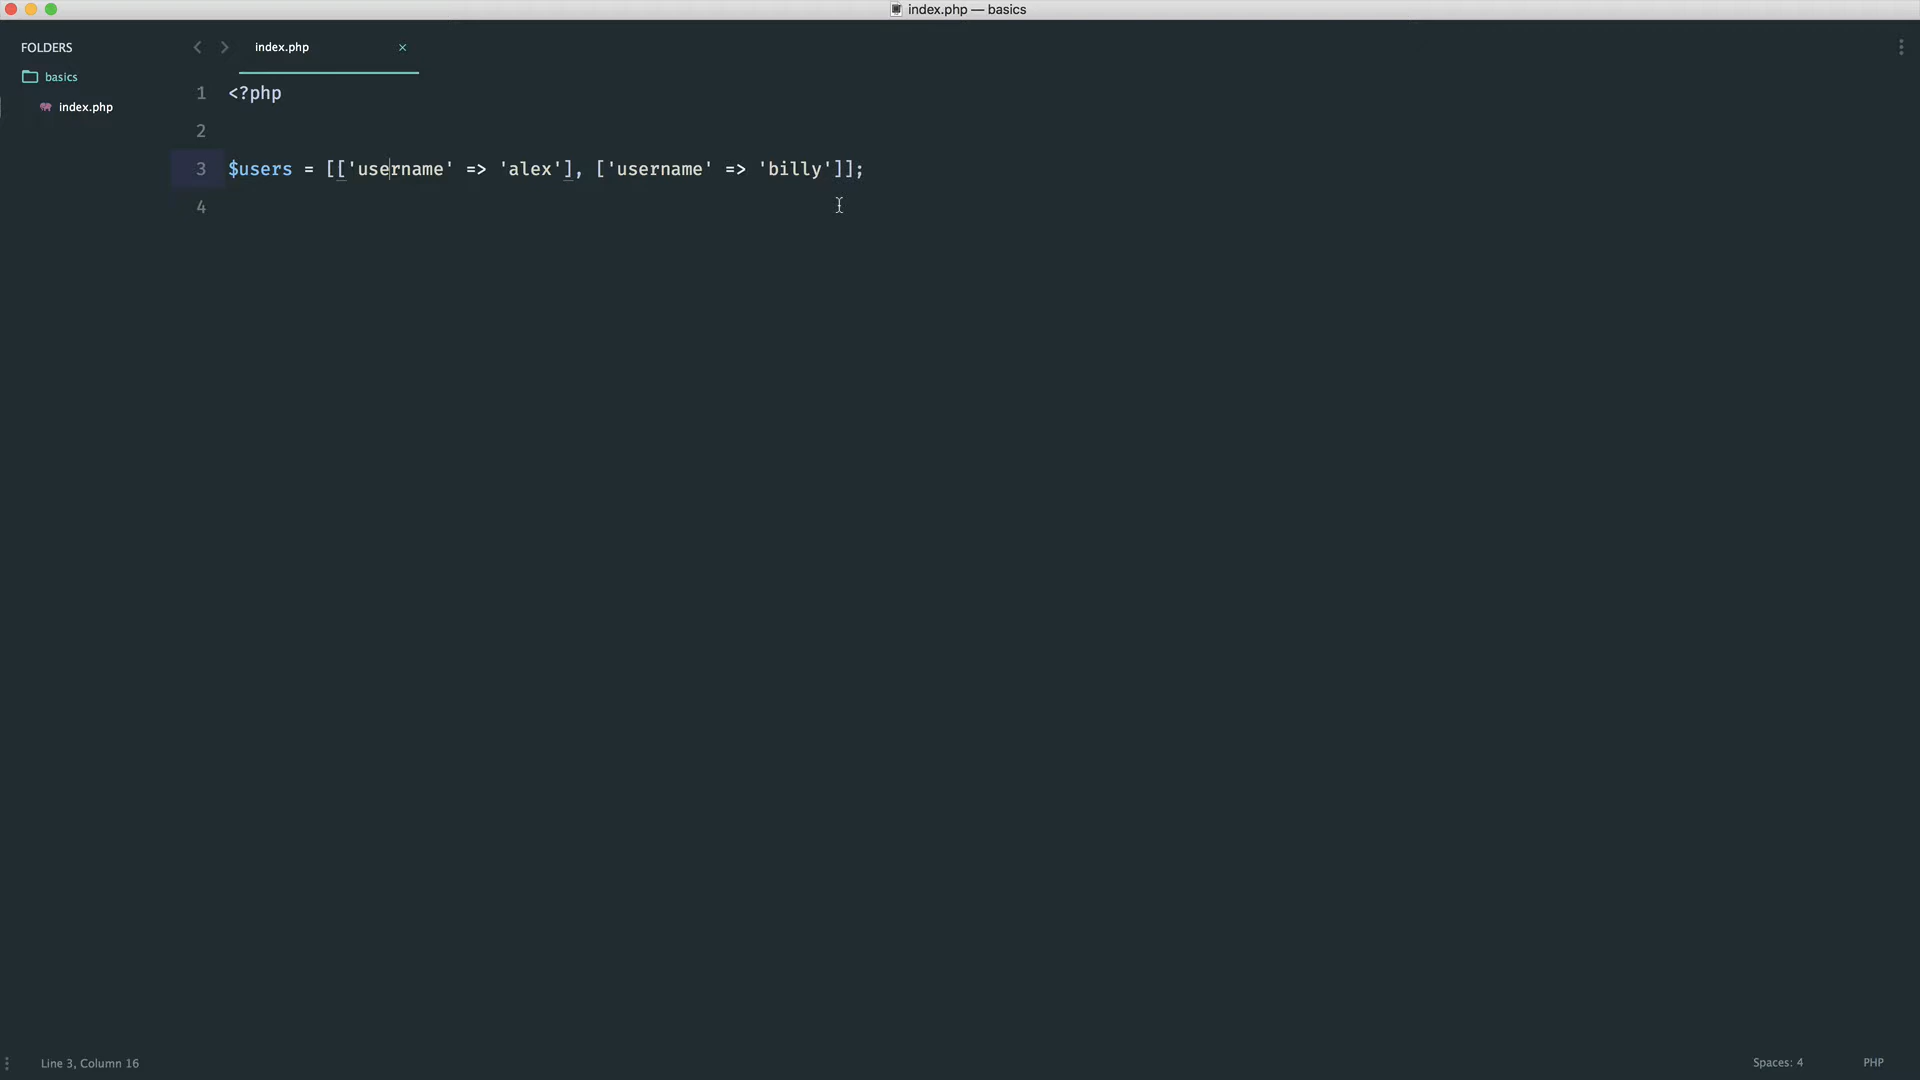 index.php — basics
FOLDERS
basics
index.php
index.php ×
1 <?php
2
3 $users = [['username' => 'alex'], ['username' => 'billy']];
4
Line 3, Column 16
Spaces: 4
PHP